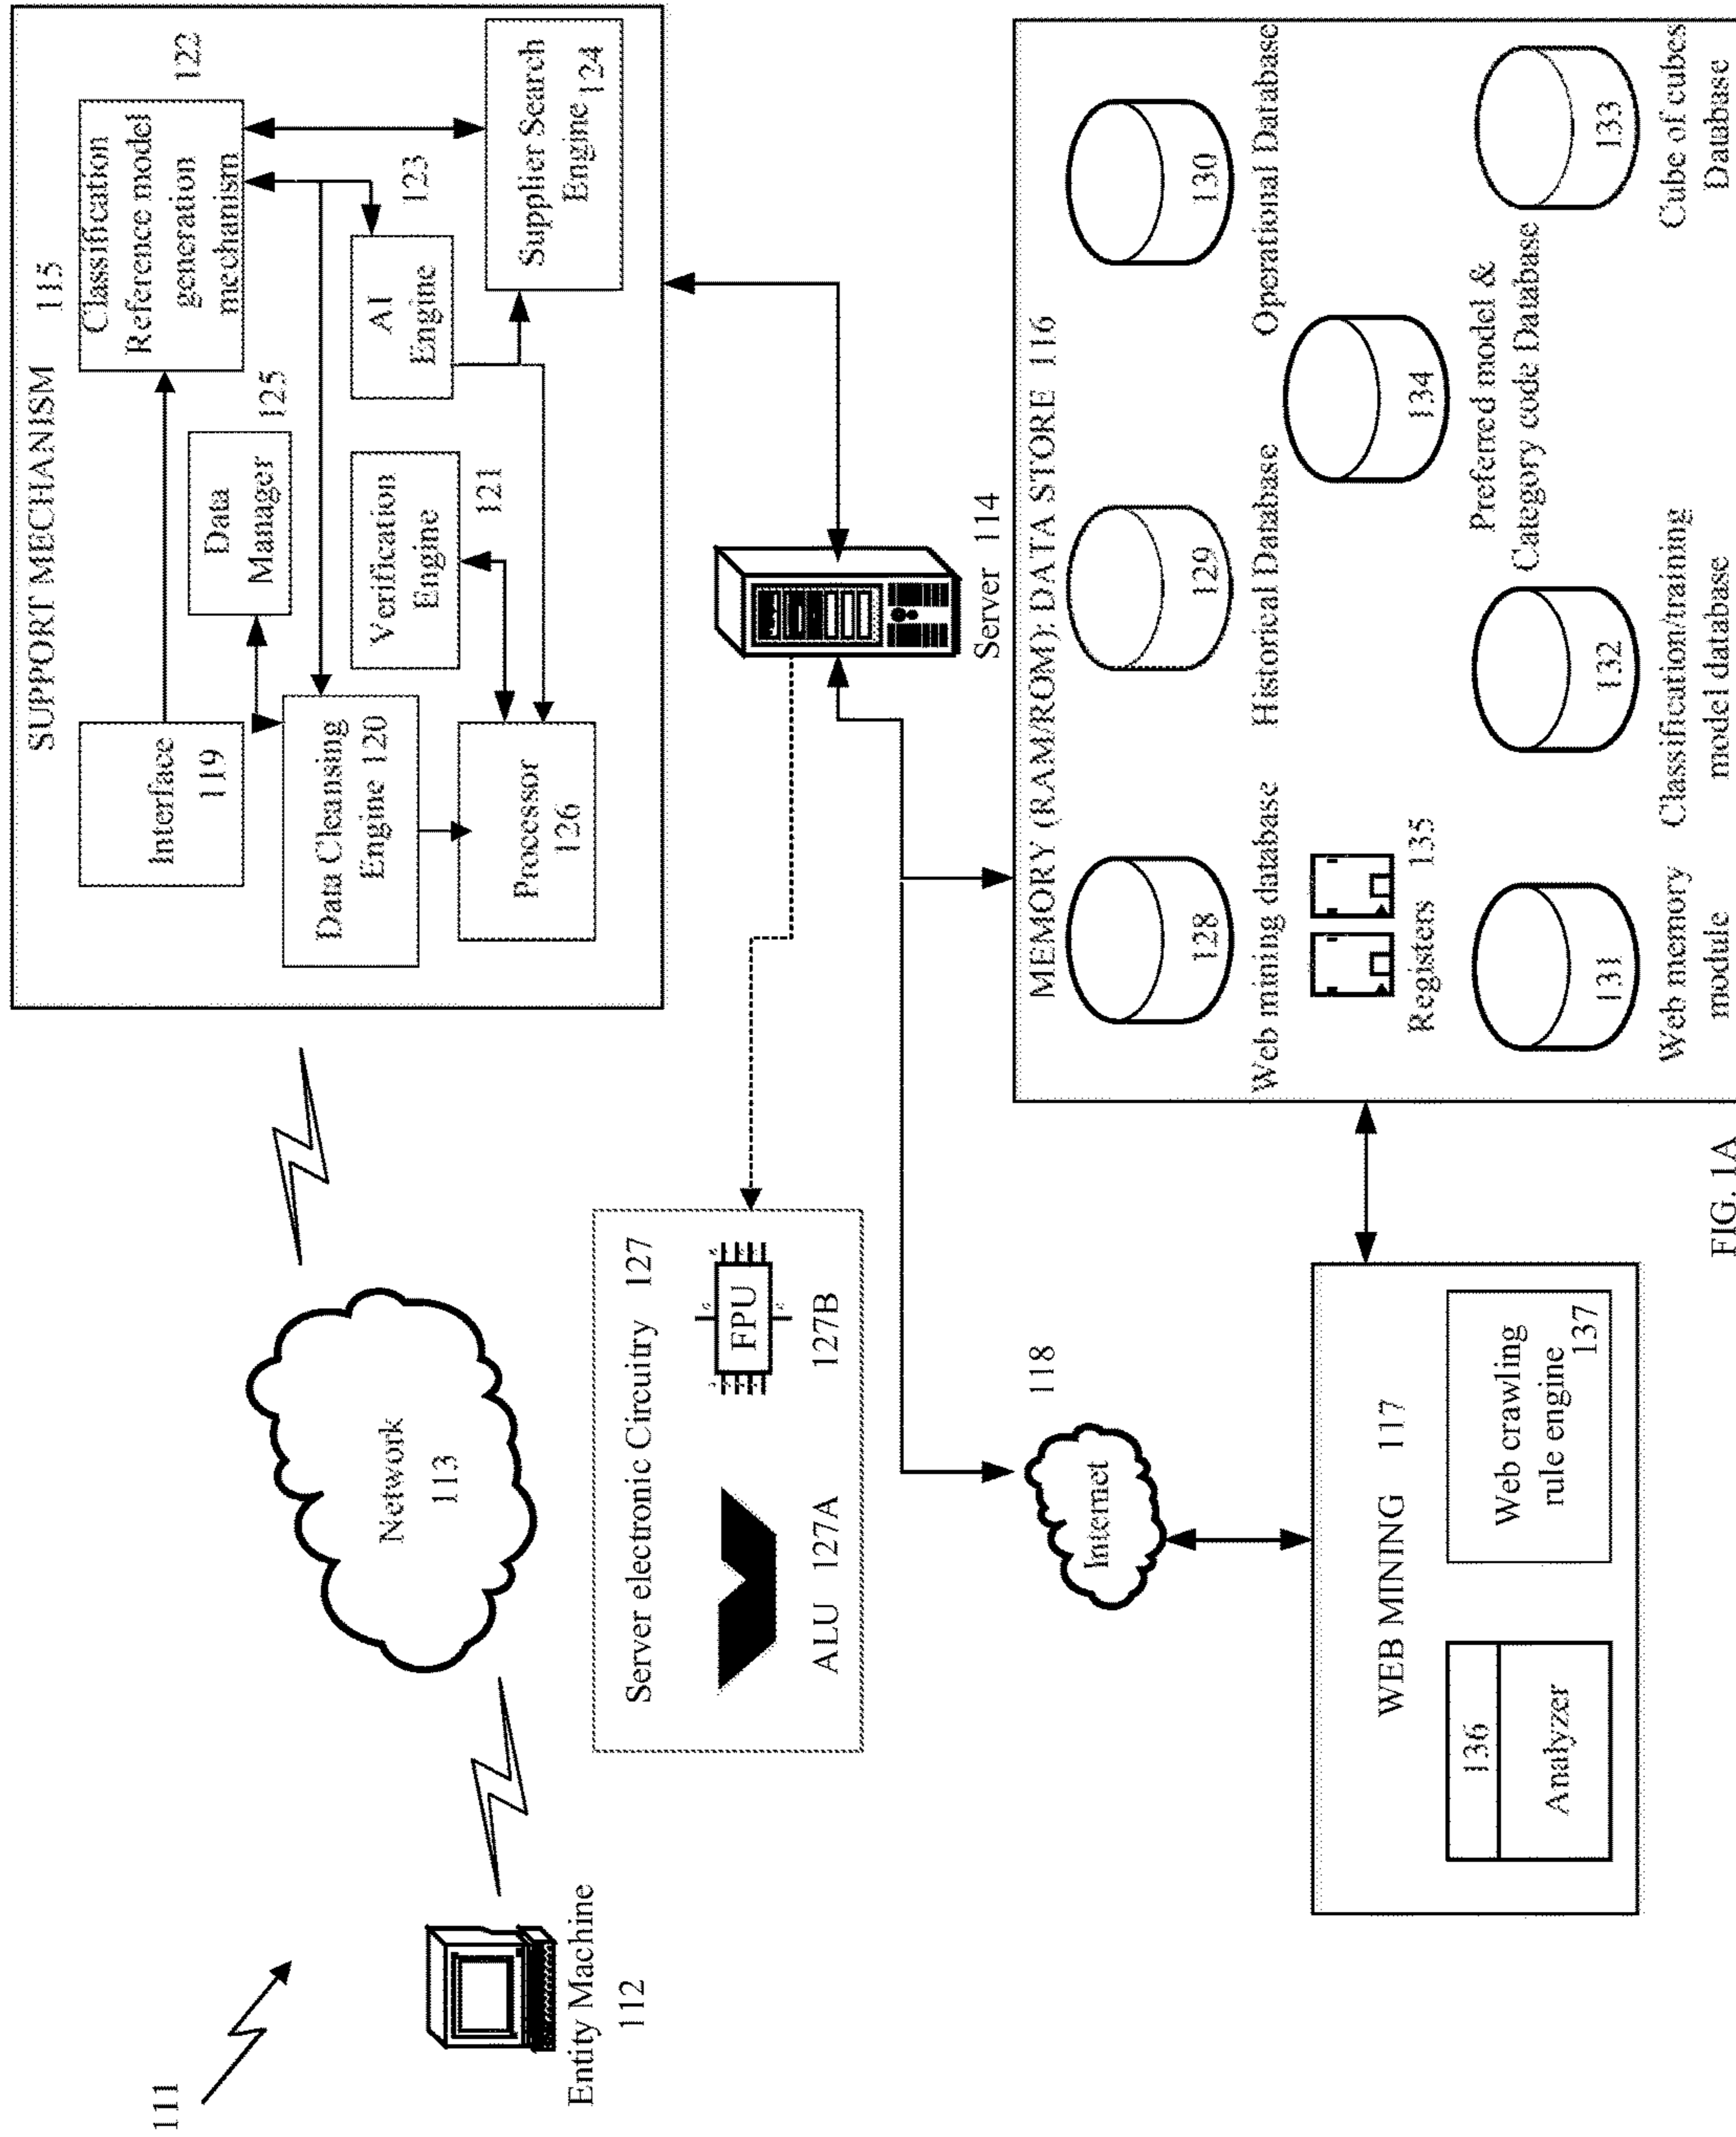 111
Entity Machine
112
Network
113
SUPPORT MECHANISM 115
Interface
119
Data
Manager
125
Classification
Reference model
generation
mechanism
122
Data Cleansing
Engine 120
Verification
Engine
121
AI
Engine
123
Supplier Search
Engine 124
Processor
126
Server electronic Circuitry 127
ALU 127A
FPU
127B
Server 114
118
Internet
WEB MINING 117
136
Analyzer
Web crawling
rule engine
137
MEMORY (RAM/ROM): DATA STORE 116
128
Web mining database
129
Historical Database
130
Operational Database
Registers 135
134
Preferred model &
Category code Database
131
Web memory
module
132
Classification/training
model database
133
Cube of cubes
Database
FIG. 1A